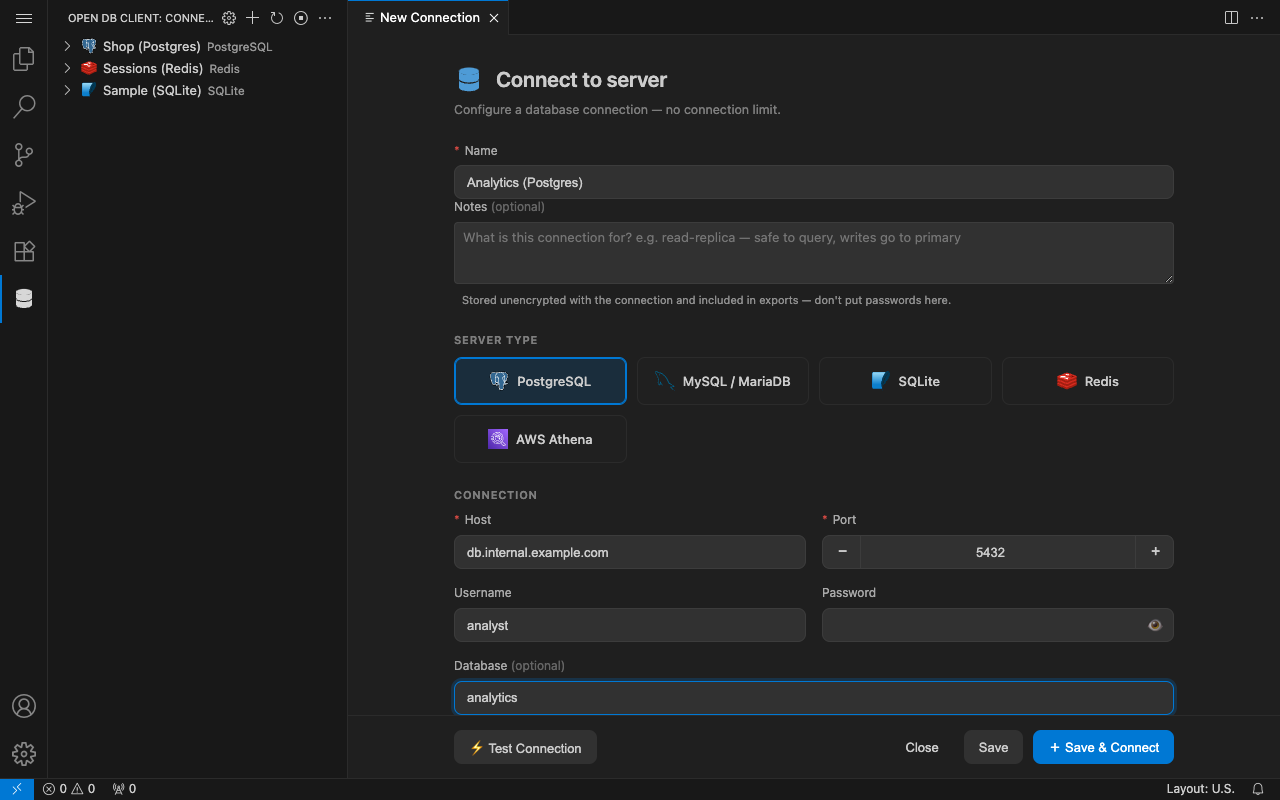 OPEN DB CLIENT: CONNE...
Shop (Postgres) PostgreSQL
Sessions (Redis) Redis
Sample (SQLite) SQLite
New Connection
Connect to server
Configure a database connection — no connection limit.
* Name
Analytics (Postgres)
Notes (optional)
What is this connection for? e.g. read-replica — safe to query, writes go to primary
Stored unencrypted with the connection and included in exports — don't put passwords here.
SERVER TYPE
PostgreSQL
MySQL / MariaDB
SQLite
Redis
AWS Athena
CONNECTION
* Host
* Port
db.internal.example.com
− 5432 +
Username
Password
analyst
Database (optional)
analytics
Test Connection
Close
Save
+ Save & Connect
0 0 0
Layout: U.S.